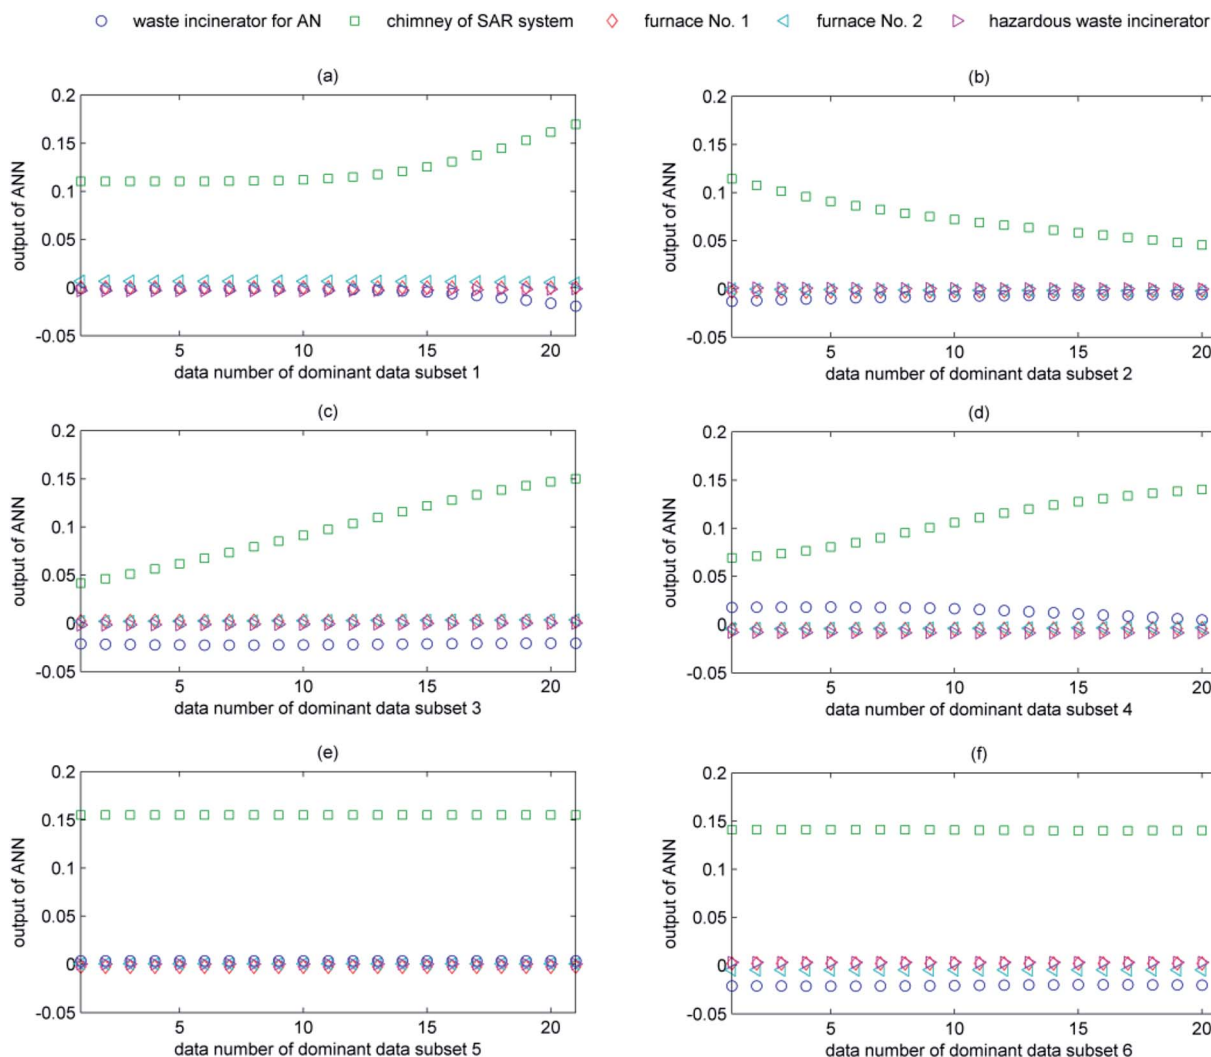 waste incinerator for AN chimney of SAR system furnace No. 1 furnace No. 2 hazardous waste incinerator
(a)
0.2
0.15
0.1
0.05
0
-0.05
output of ANN
5 10 15 20
data number of dominant data subset 1
(b)
0.2
0.15
0.1
0.05
0
-0.05
output of ANN
5 10 15 20
data number of dominant data subset 2
(c)
0.2
0.15
0.1
0.05
0
-0.05
output of ANN
5 10 15 20
data number of dominant data subset 3
(d)
0.2
0.15
0.1
0.05
0
-0.05
output of ANN
5 10 15 20
data number of dominant data subset 4
(e)
0.2
0.15
0.1
0.05
0
-0.05
output of ANN
5 10 15 20
data number of dominant data subset 5
(f)
0.2
0.15
0.1
0.05
0
-0.05
output of ANN
5 10 15 20
data number of dominant data subset 6